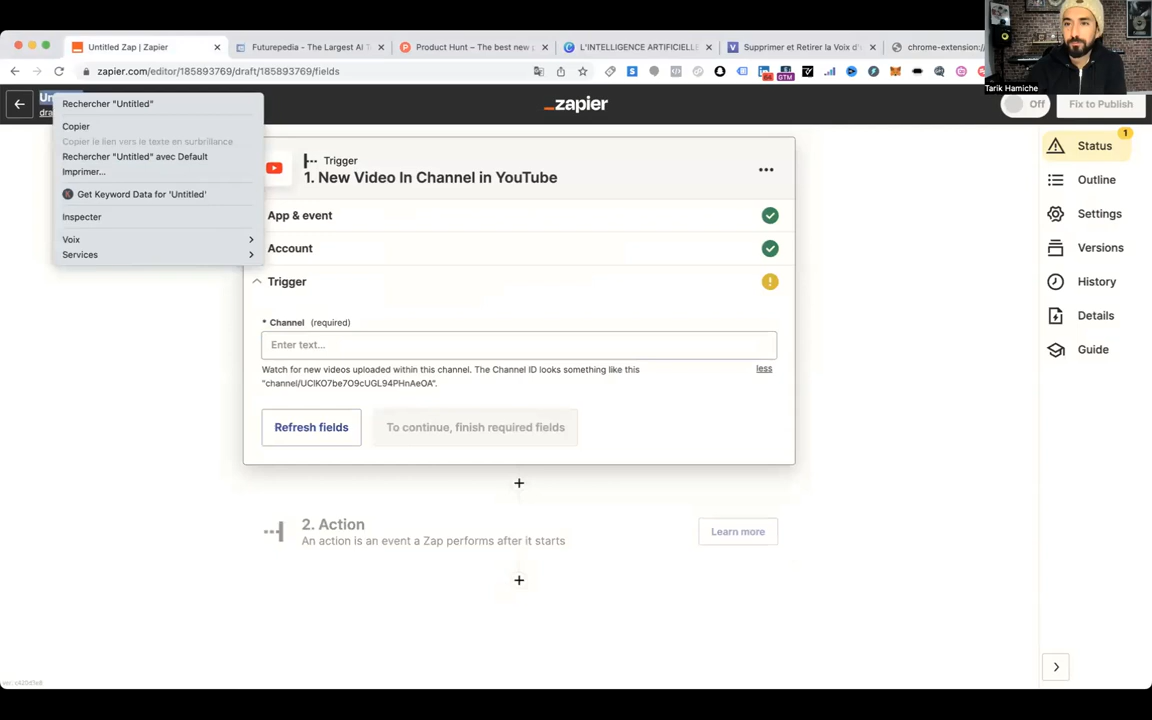 Untitled Zap | Zapier
Futurepedia - The Largest AI T
Product Hunt – The best new p
L'INTELLIGENCE ARTIFICIELLE
Supprimer et Retirer la Voix d'
chrome-extension://
zapier.com/editor/185893769/draft/185893769/fields
Tarik Hamiche
Un
dra
zapier
Off
Fix to Publish
Rechercher "Untitled"
Copier
Copier le lien vers le texte en surbrillance
Rechercher "Untitled" avec Default
Imprimer...
Get Keyword Data for 'Untitled'
Inspecter
Voix
Services
Trigger
1. New Video In Channel in YouTube
App & event
Account
Trigger
* Channel (required)
Enter text...
Watch for new videos uploaded within this channel. The Channel ID looks something like this
less
"channel/UCIKO7be7O9cUGL94PHnAeOA".
Refresh fields
To continue, finish required fields
2. Action
An action is an event a Zap performs after it starts
Learn more
Status
1
Outline
Settings
Versions
History
Details
Guide